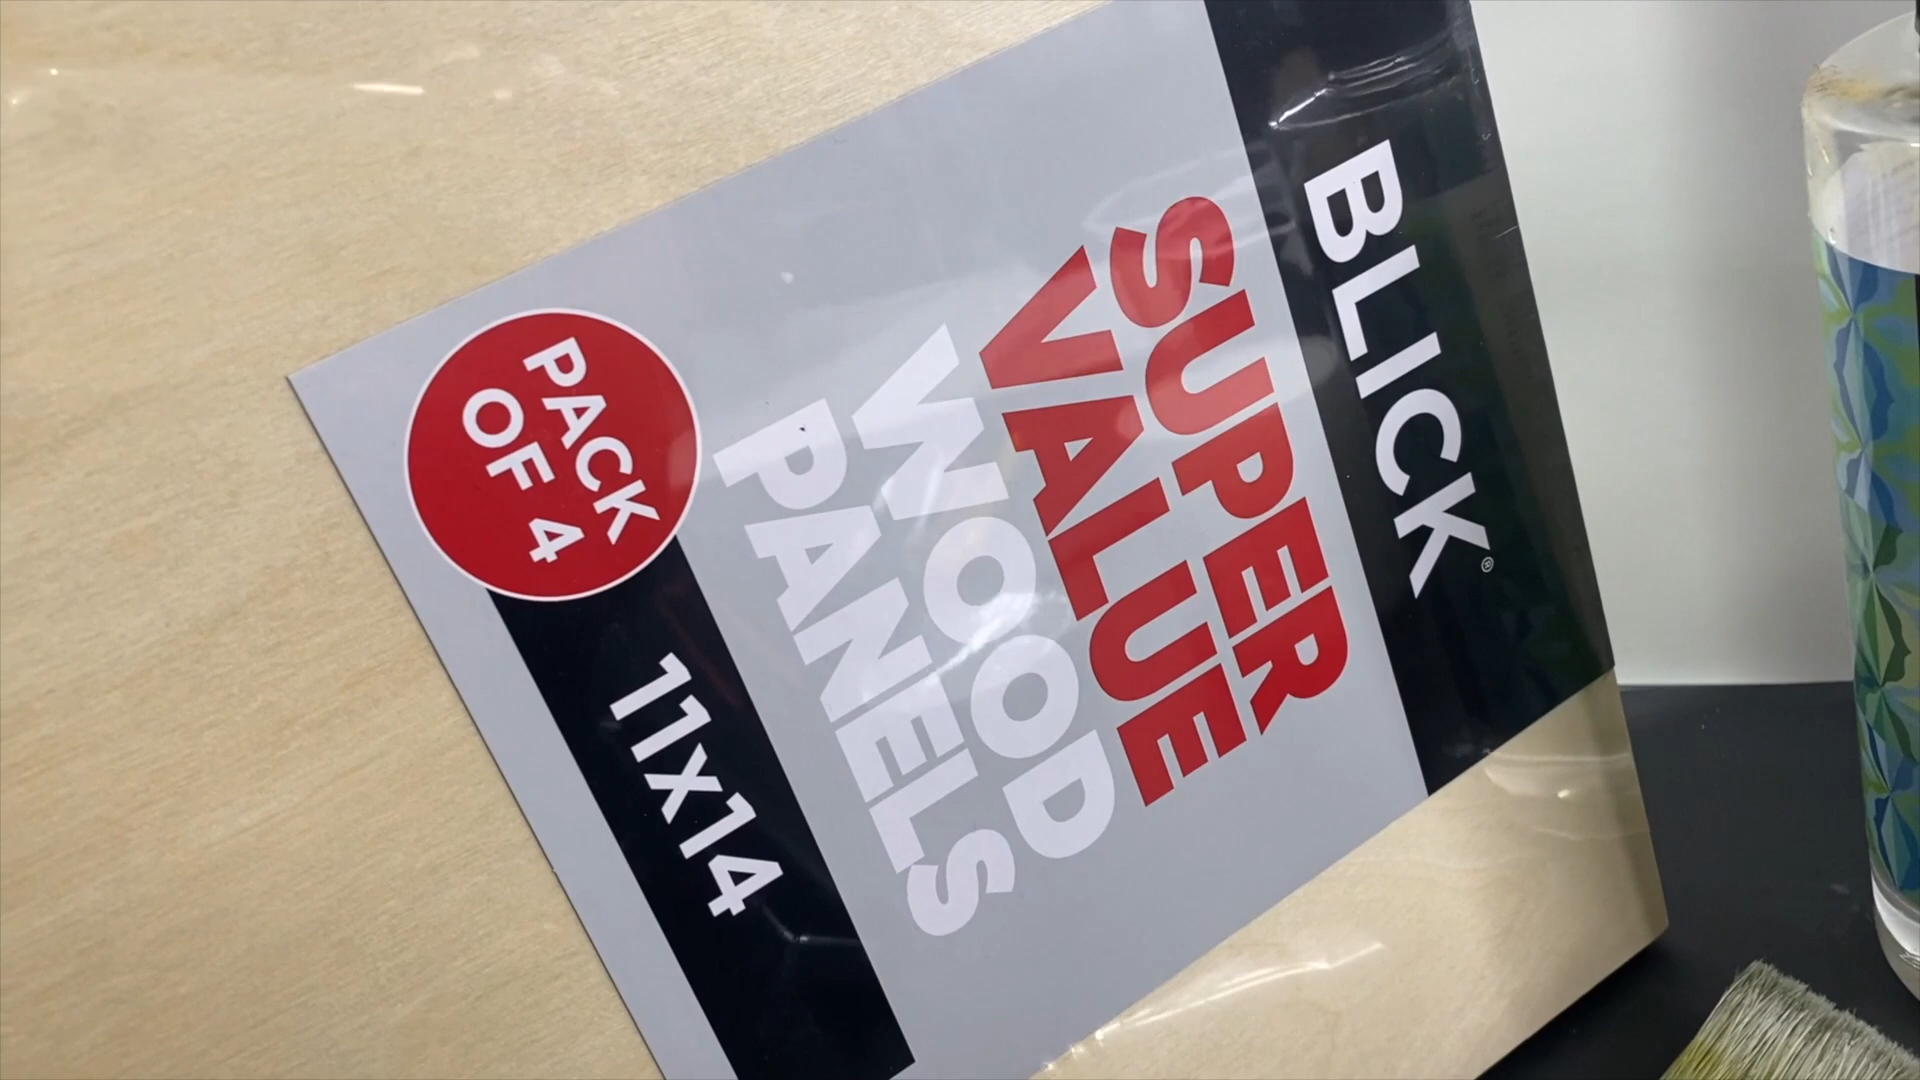 BLICK®
SUPER
VALUE
WOOD
PANELS
PACK
OF 4
11x14